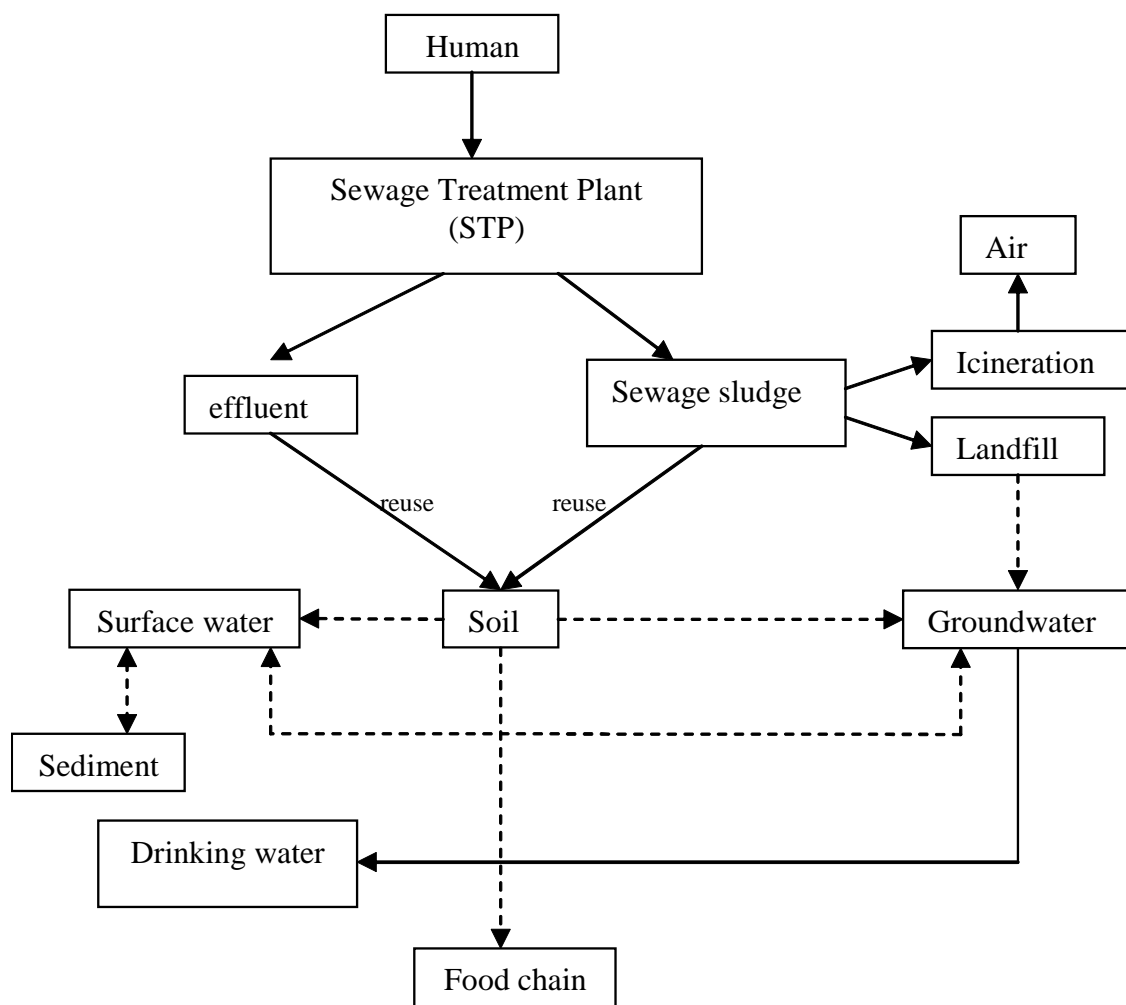 Human
Sewage Treatment Plant
(STP)
Air
Icineration
Sewage sludge
effluent
Landfill
reuse
reuse
Surface water
Soil
Groundwater
Sediment
Drinking water
Food chain